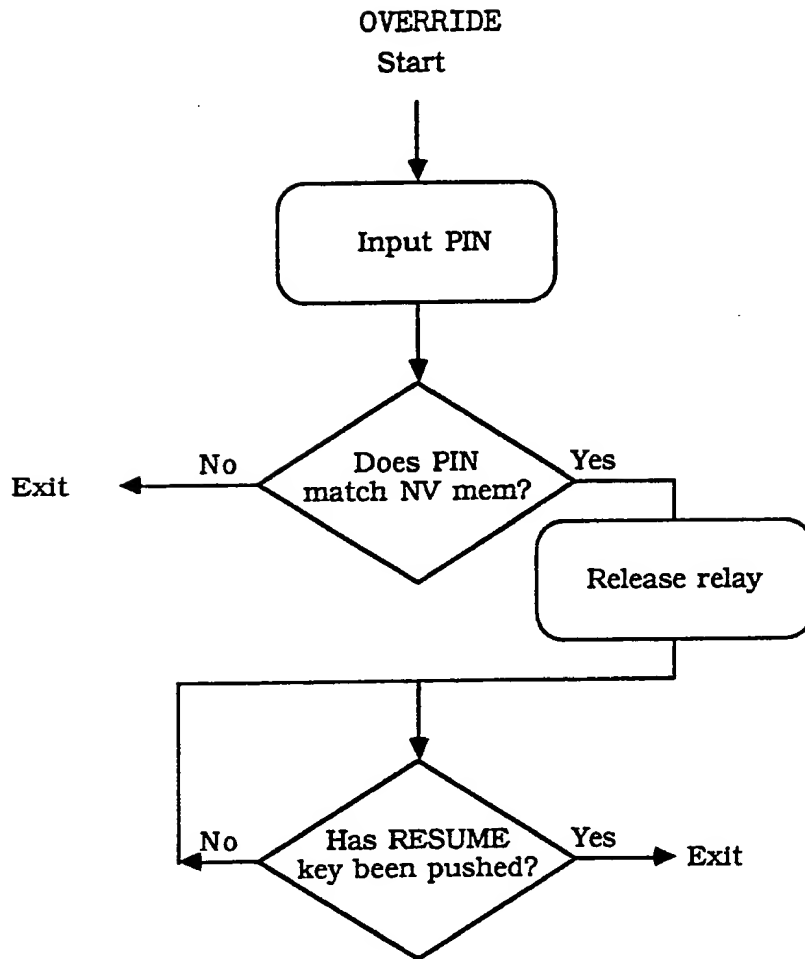 OVERRIDE
Start
Input PIN
No
Does PIN
Yes
Exit
match NV mem?
Release relay
No
Has RESUME
Yes
key been pushed?
Exit